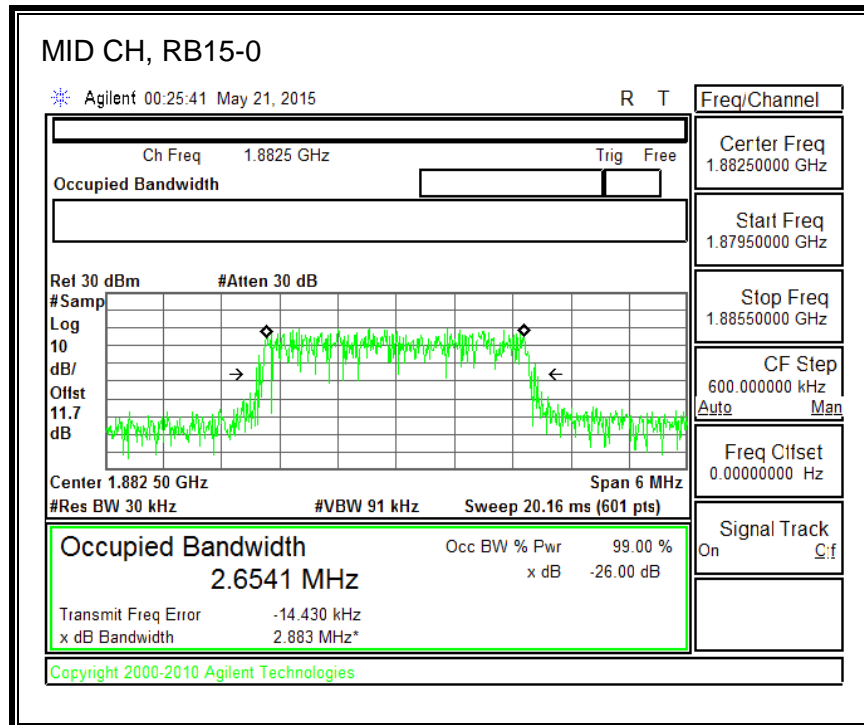 MID CH, RB15-0
Agilent 00:25:41 May 21, 2015 R T
Freq/Channel
Ch Freq 1.8825 GHz Trig Free
Occupied Bandwidth
Center Freq
1.88250000 GHz
Start Freq
1.87950000 GHz
Stop Freq
1.88550000 GHz
CF Step
600.000000 kHz
Auto Man
Freq Offset
0.00000000 Hz
Signal Track
On Off
Ref 30 dBm #Atten 30 dB
#Samp
Log
10
dB/
Offst
11.7
dB
Center 1.882 50 GHz Span 6 MHz
#Res BW 30 kHz #VBW 91 kHz Sweep 20.16 ms (601 pts)
Occupied Bandwidth
2.6541 MHz
Occ BW % Pwr 99.00 %
x dB -26.00 dB
Transmit Freq Error -14.430 kHz
x dB Bandwidth 2.883 MHz*
Copyright 2000-2010 Agilent Technologies